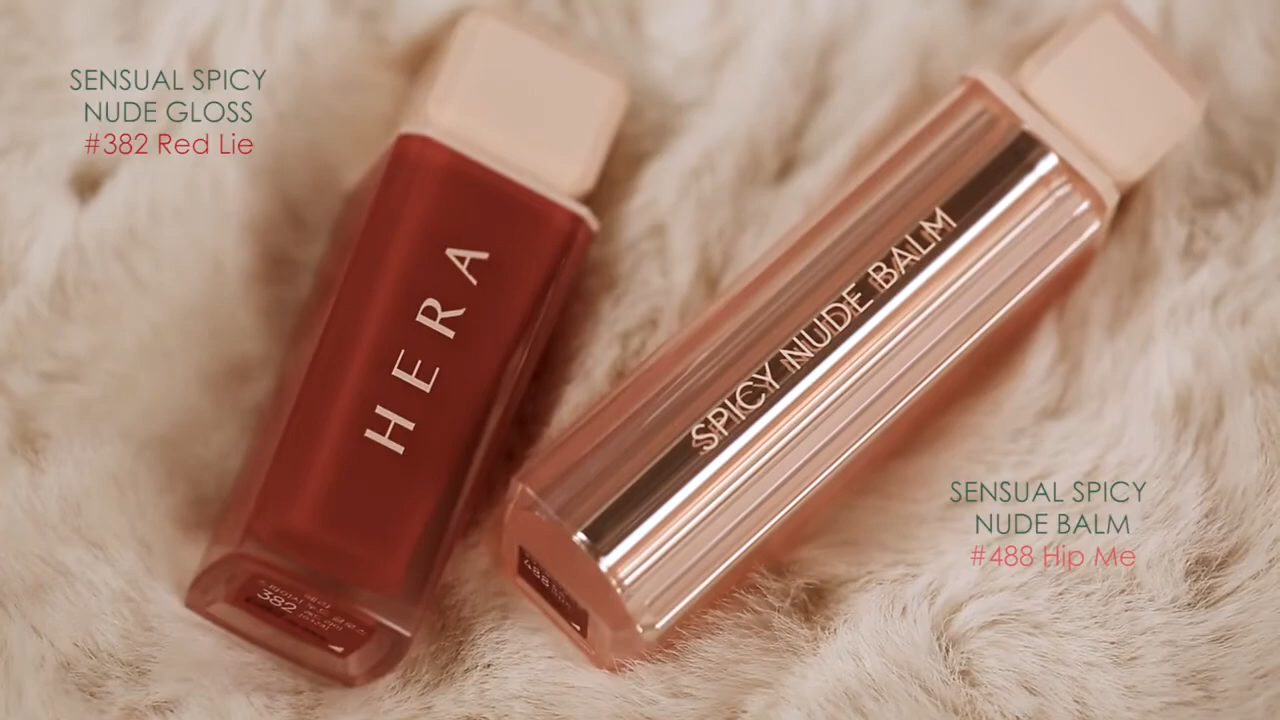 SENSUAL SPICY
NUDE GLOSS
#382 Red Lie
HERA
SPICY NUDE BALM
SENSUAL SPICY
NUDE BALM
#488 Hip Me
382
488